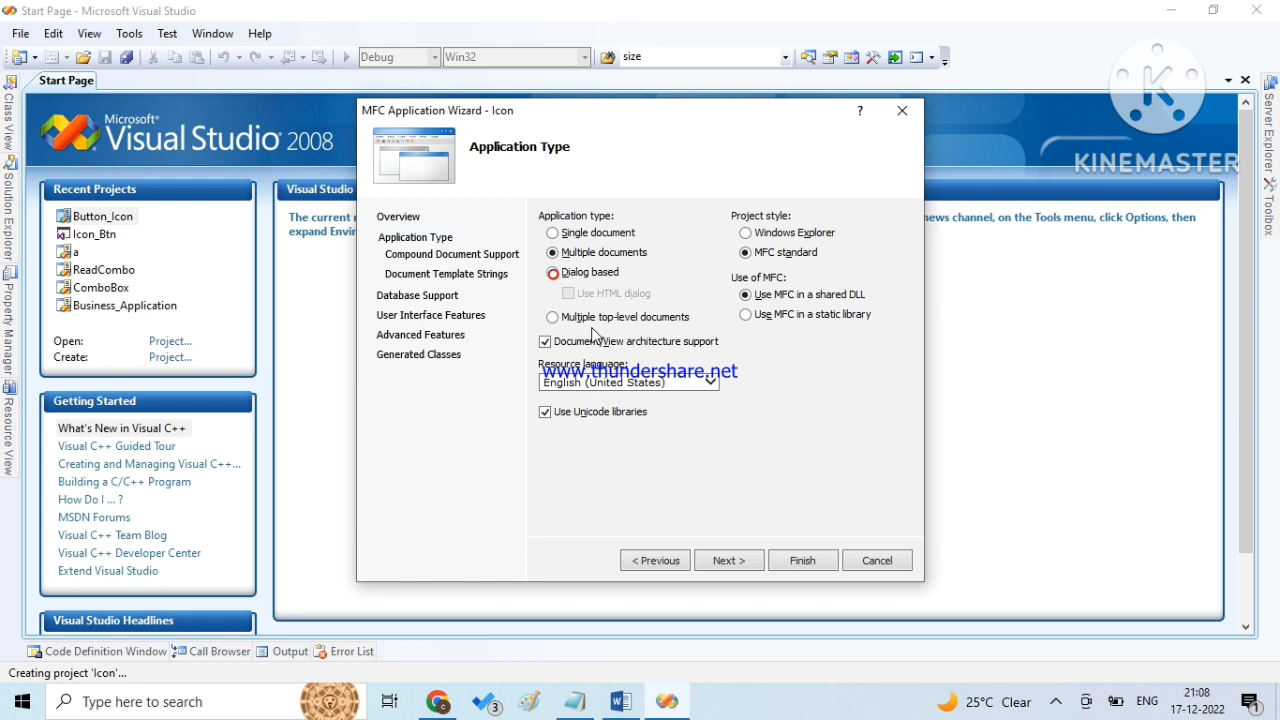 Start Page - Microsoft Visual Studio
File Edit View Tools Test Window Help
Debug Win32 size
Start Page
Class View
Solution Explorer
Property Manager
Resource View
Server Explorer
Toolbox
Microsoft®
Visual Studio 2008
K
KINEMASTER
Recent Projects
Button_Icon
Icon_Btn
a
ReadCombo
ComboBox
Business_Application
Open: Project...
Create: Project...
Getting Started
What's New in Visual C++
Visual C++ Guided Tour
Creating and Managing Visual C++...
Building a C/C++ Program
How Do I ... ?
MSDN Forums
Visual C++ Team Blog
Visual C++ Developer Center
Extend Visual Studio
Visual Studio Headlines
Visual Studio
The current news channel, on the Tools menu, click Options, then
expand Envir
MFC Application Wizard - Icon
?
Application Type
Overview
Application Type
Compound Document Support
Document Template Strings
Database Support
User Interface Features
Advanced Features
Generated Classes
Application type:
Single document
Multiple documents
Dialog based
Use HTML dialog
Multiple top-level documents
Document/View architecture support
Resource language:
www.thundershare.net
English (United States)
Use Unicode libraries
Project style:
Windows Explorer
MFC standard
Use of MFC:
Use MFC in a shared DLL
Use MFC in a static library
< Previous Next > Finish Cancel
Code Definition Window Call Browser Output Error List
Creating project 'Icon'...
Type here to search
3
25°C Clear
ENG
21:08
17-12-2022
1